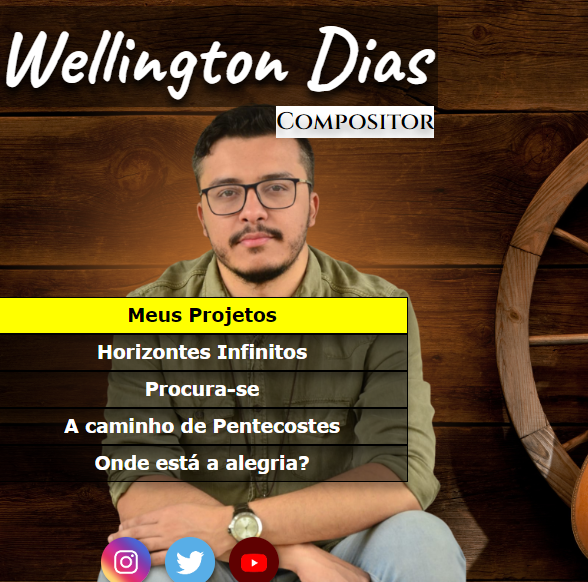 Wellington Dias
Compositor
Meus Projetos
Horizontes Infinitos
Procura-se
A caminho de Pentecostes
Onde está a alegria?